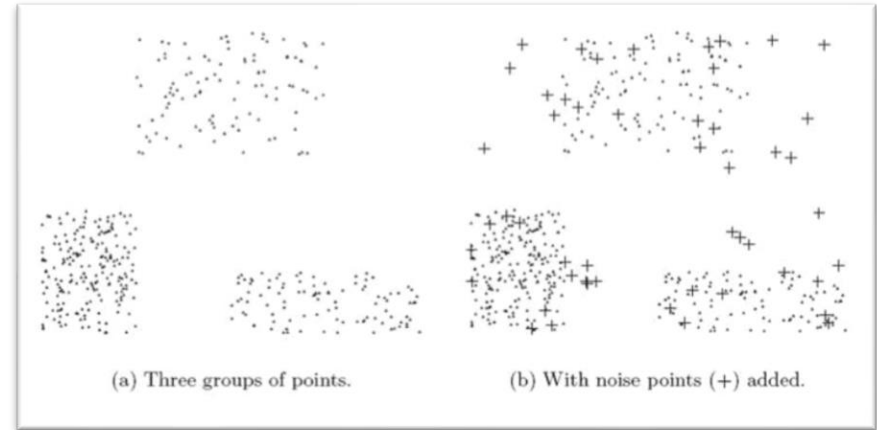 (a) Three groups of points.
(b) With noise points (+) added.